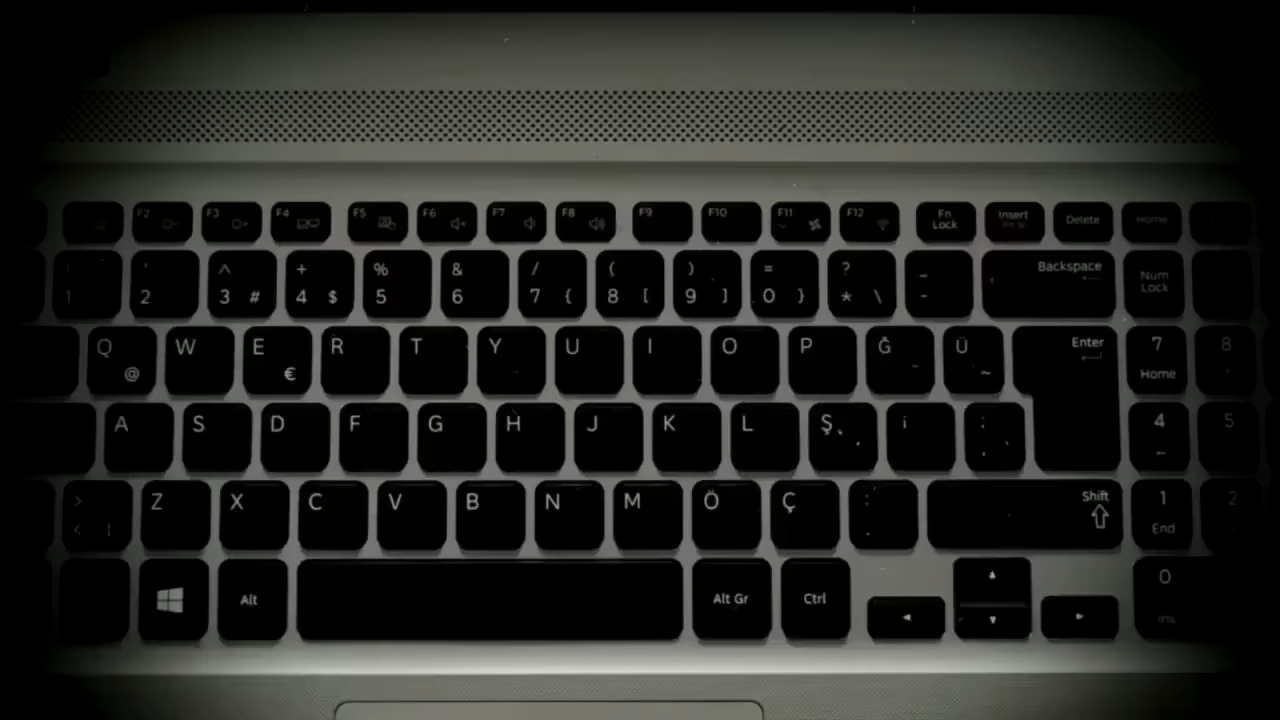 F2 F3 F4 F5 F6 F7 F8 F9 F10 F11 F12 Fn Lock Insert Delete Home
1 ' 2 ^ 3 # + 4 $ % 5 & 6 / 7 { ( 8 [ ) 9 ] = 0 } ? * \ _ - Backspace Num Lock
Q @ W E € R T Y U I O P Ğ ¨ Ü ~ Enter 7 Home 8
A S D F G H J K L Ş İ 4 ← 5
> < | Z X C V B N M Ö Ç : . Shift 1 End 2
Alt Alt Gr Ctrl 0 Ins